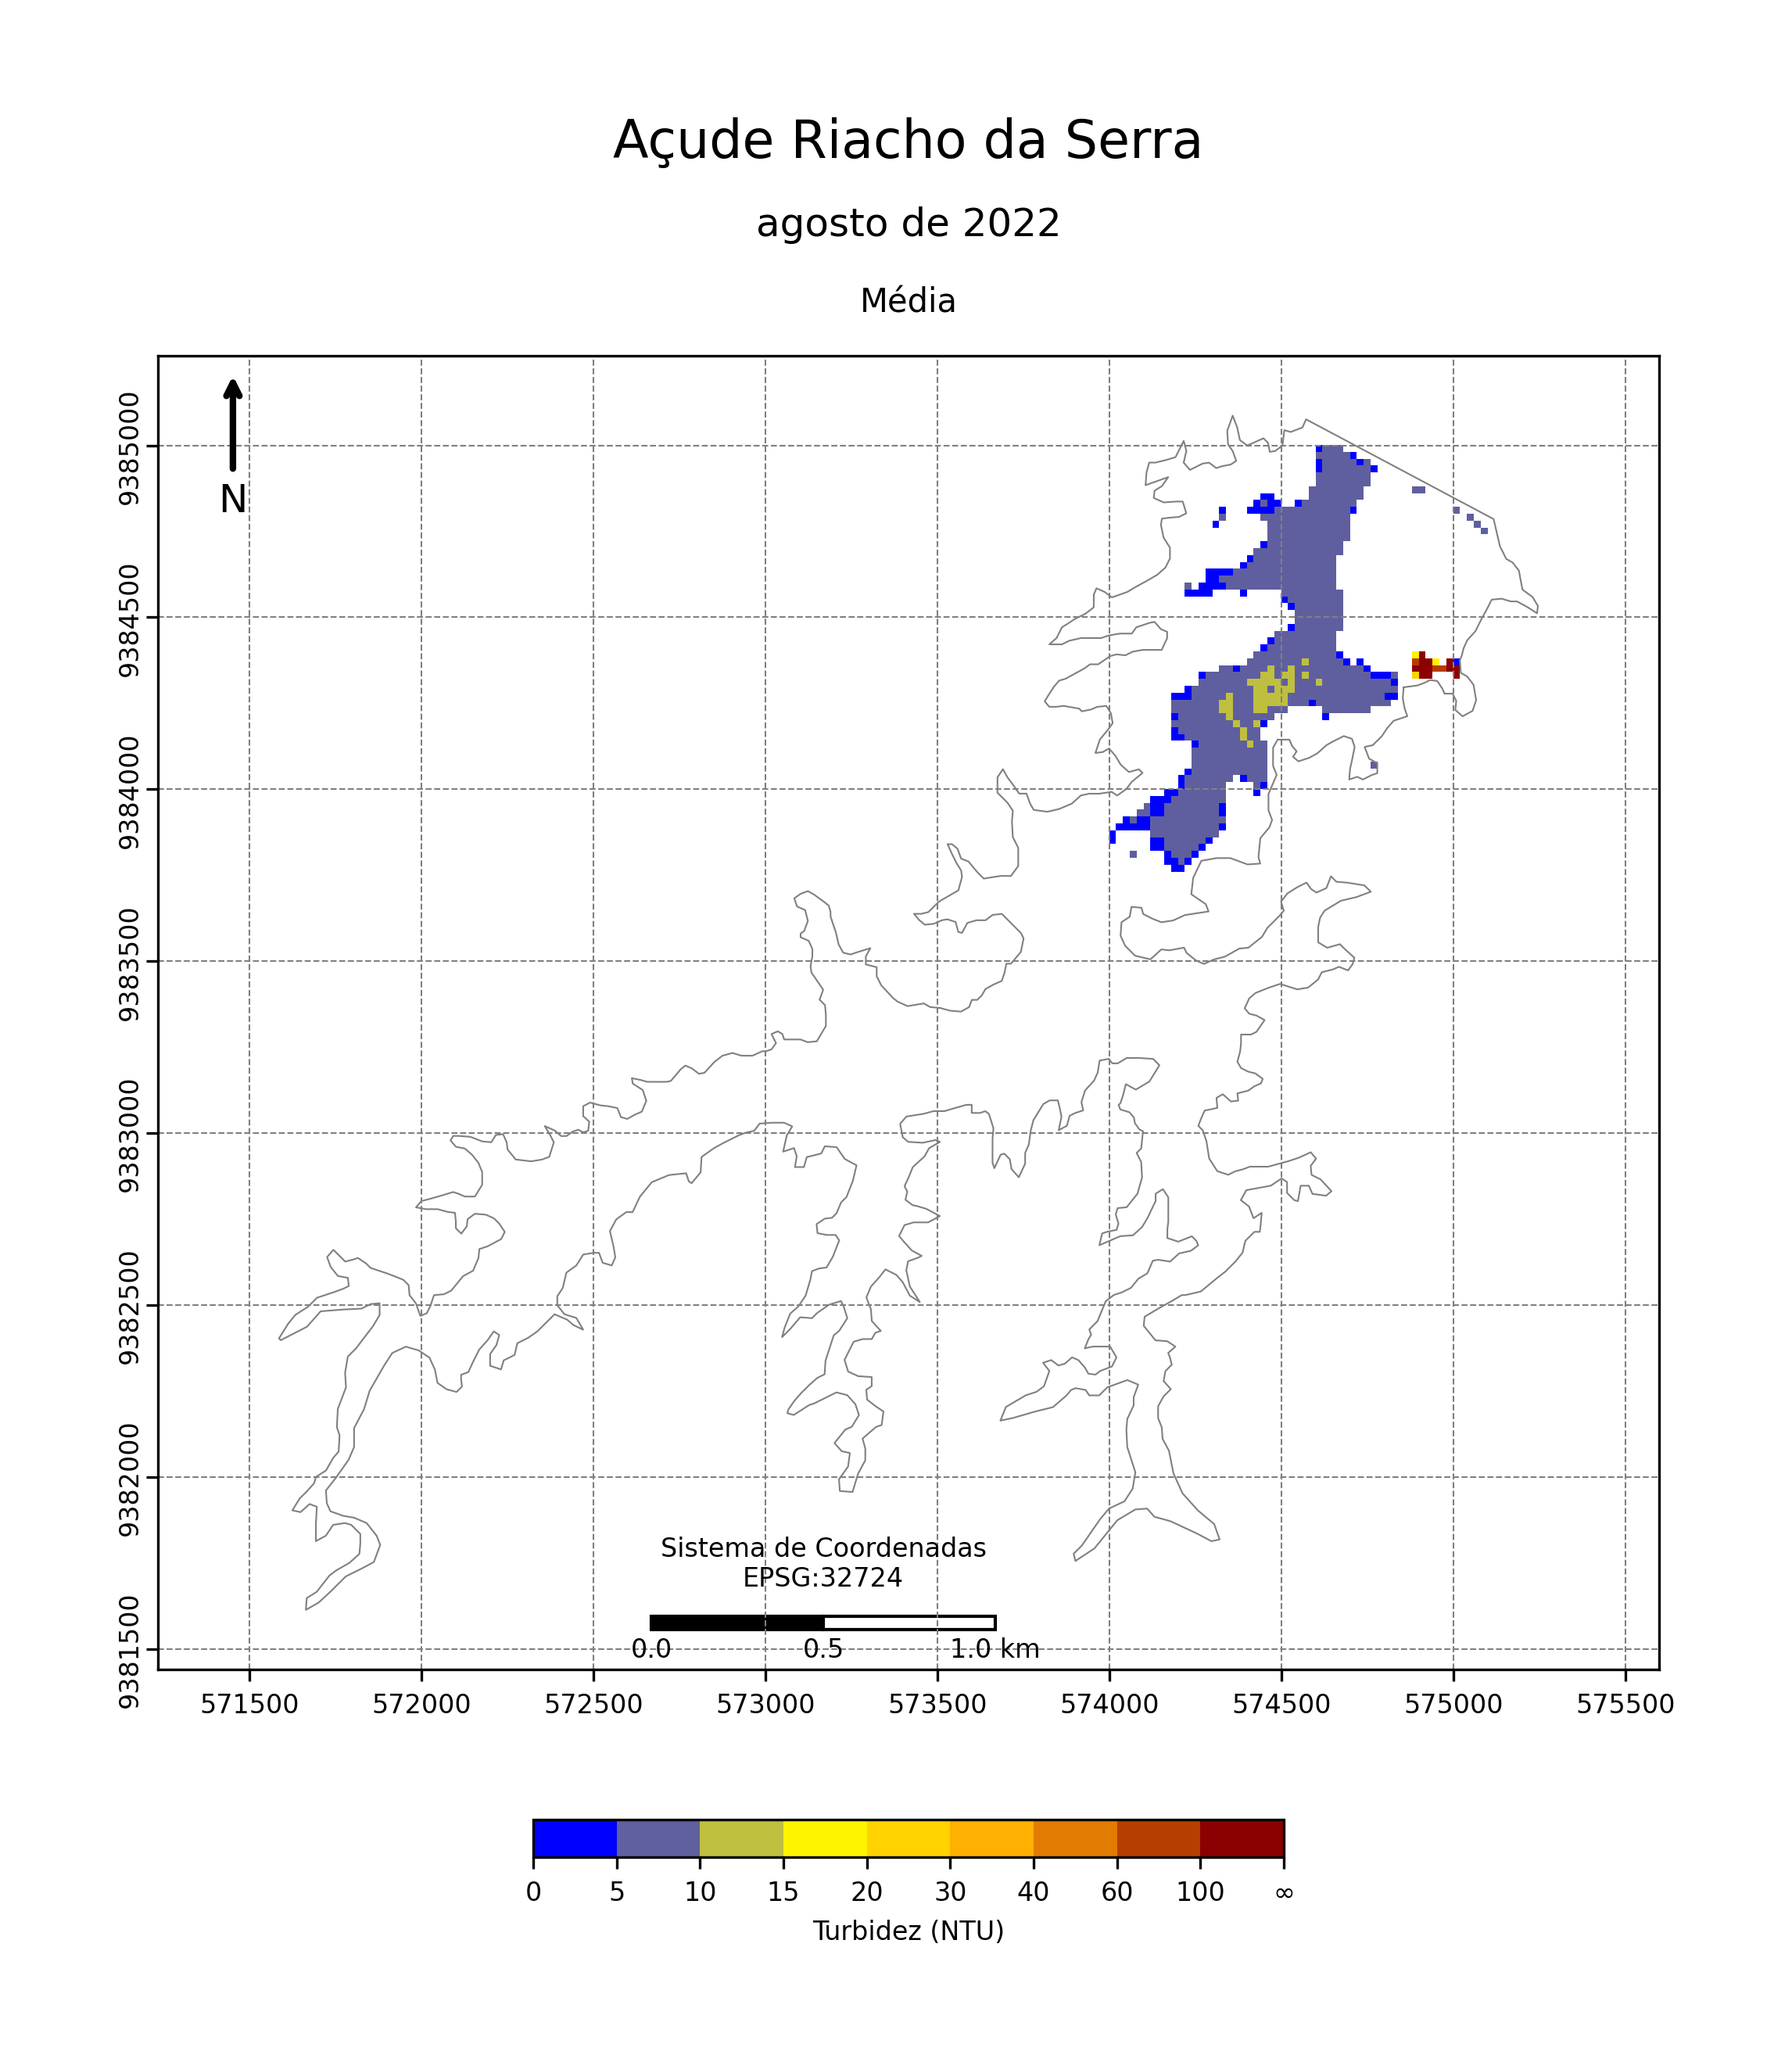 Açude Riacho da Serra
agosto de 2022
Média
N
9385000
9384500
9384000
9383500
9383000
9382500
9382000
9381500
Sistema de Coordenadas
EPSG:32724
0.0 0.5 1.0 km
571500 572000 572500 573000 573500 574000 574500 575000 575500
0 5 10 15 20 30 40 60 100 ∞
Turbidez (NTU)